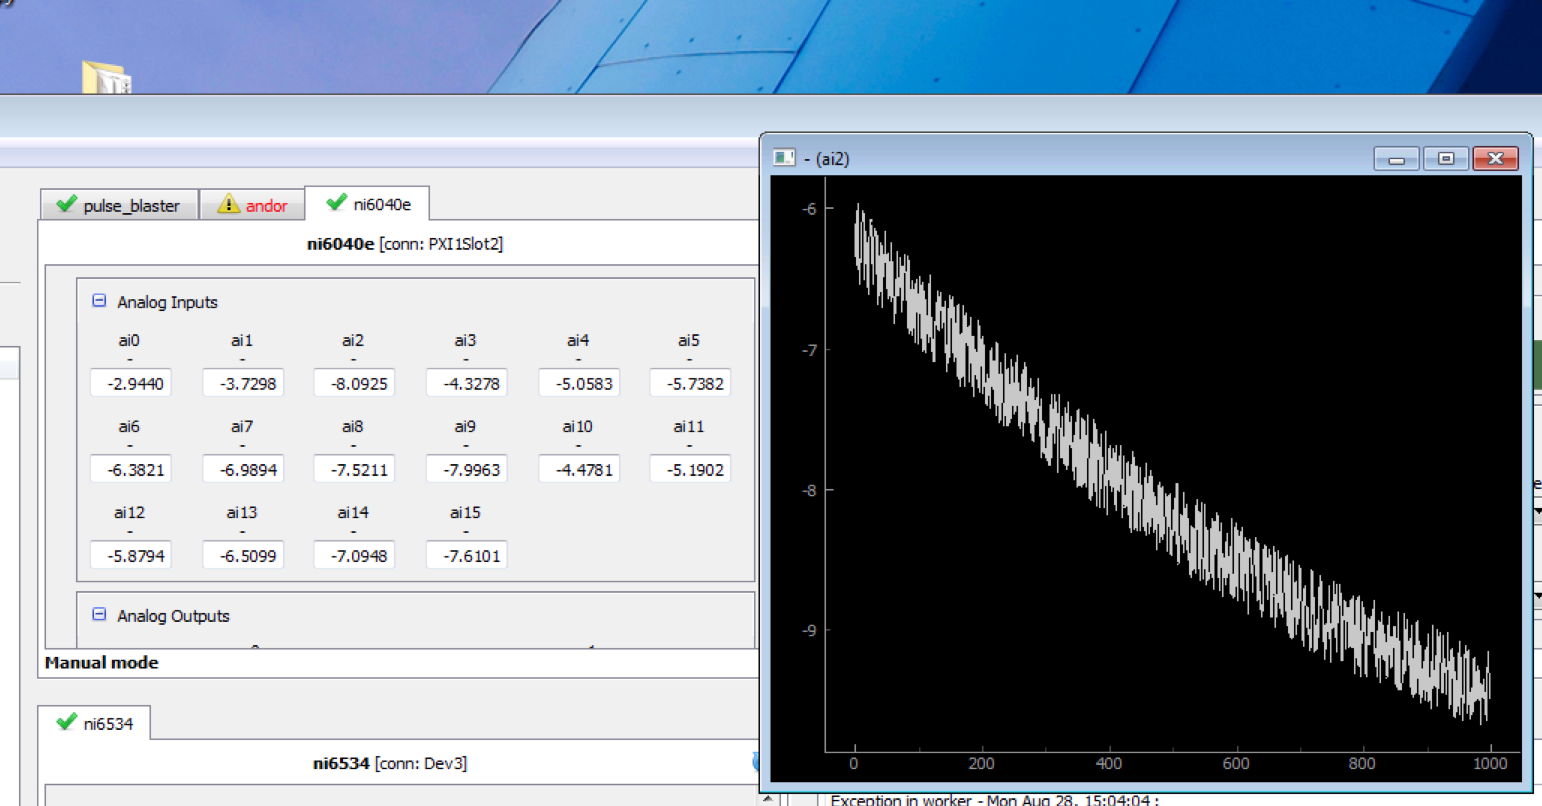 - (ai2)
pulse_blaster
andor
ni6040e
ni6040e [conn: PXI1Slot2]
Analog Inputs
ai0 ai1 ai2 ai3 ai4 ai5
- - - - - -
-2.9440 -3.7298 -8.0925 -4.3278 -5.0583 -5.7382
ai6 ai7 ai8 ai9 ai10 ai11
- - - - - -
-6.3821 -6.9894 -7.5211 -7.9963 -4.4781 -5.1902
ai12 ai13 ai14 ai15
- - - -
-5.8794 -6.5099 -7.0948 -7.6101
Analog Outputs
Manual mode
ni6534
ni6534 [conn: Dev3]
-6
-7
-8
-9
0 200 400 600 800 1000
Exception in worker - Mon Aug 28, 15:04:04 :